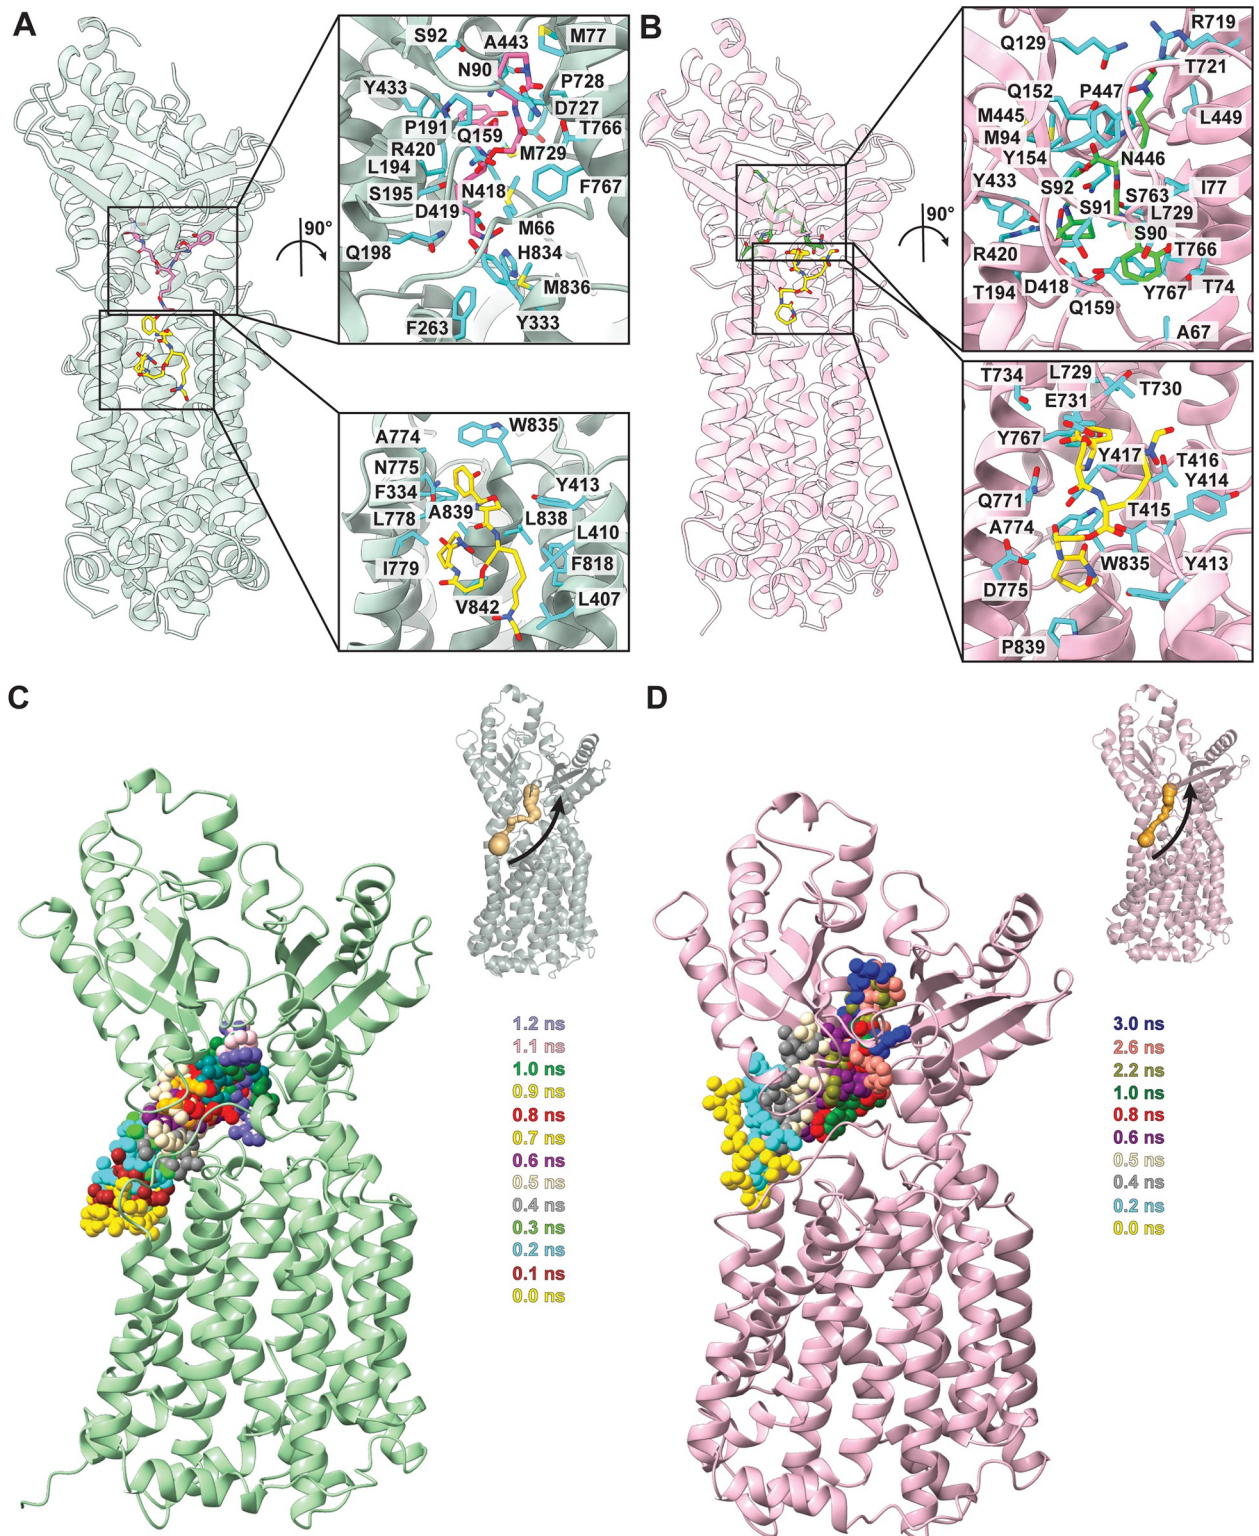 A
S92
A443
M77
N90
P728
Y433
D727
P191
Q159
T766
R420
M729
L194
S195
N418
F767
D419
M66
Q198
H834
M836
F263
Y333
90°
W835
A774
N775
Y413
F334
A839
L838
L778
L410
I779
F818
V842
L407
B
90°
R719
Q129
T721
Q152
P447
M445
L449
M94
Y154
N446
Y433
S92
S763
I77
S91
L729
S90
R420
T766
T194
D418
Y767
T74
Q159
A67
T734
L729
T730
E731
Y767
Y417
T416
Q771
Y414
T415
A774
W835
Y413
D775
P839
C
1.2 ns
1.1 ns
1.0 ns
0.9 ns
0.8 ns
0.7 ns
0.6 ns
0.5 ns
0.4 ns
0.3 ns
0.2 ns
0.1 ns
0.0 ns
D
3.0 ns
2.6 ns
2.2 ns
1.0 ns
0.8 ns
0.6 ns
0.5 ns
0.4 ns
0.2 ns
0.0 ns